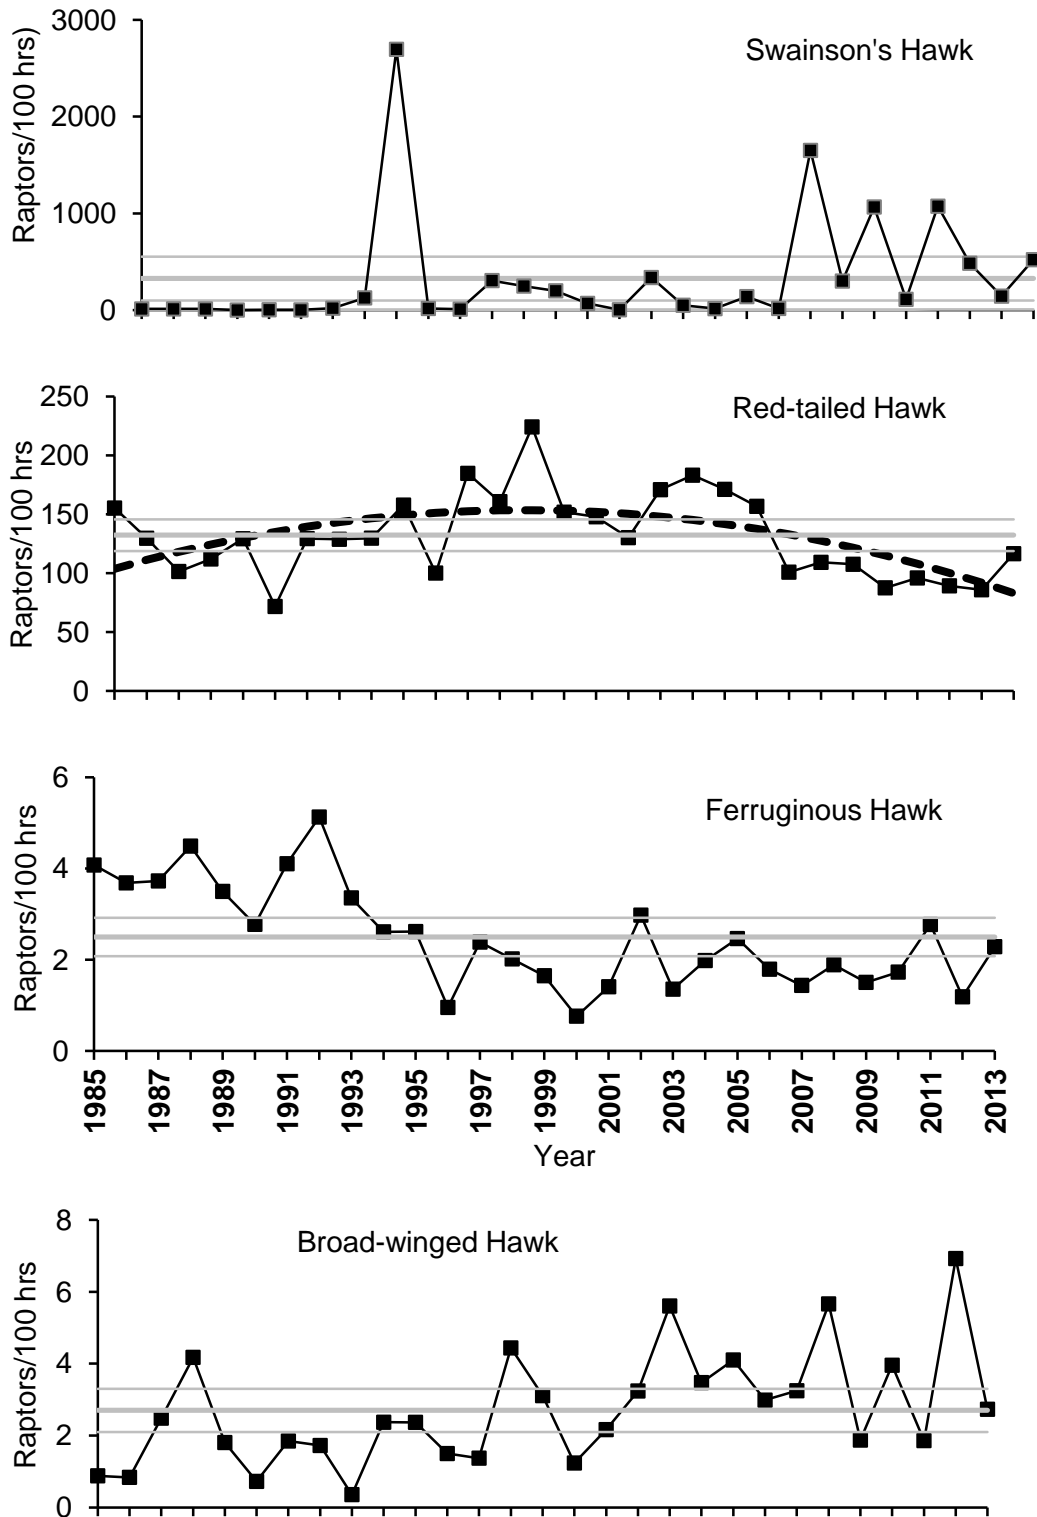 3000
Swainson's Hawk
2000
1000
0
Raptors/100 hrs)
250
Red-tailed Hawk
200
150
100
50
0
Raptors/100 hrs
6
Ferruginous Hawk
4
2
0
Raptors/100 hrs
1985 1987 1989 1991 1993 1995 1997 1999 2001 2003 2005 2007 2009 2011 2013
Year
8
Broad-winged Hawk
6
4
2
0
Raptors/100 hrs